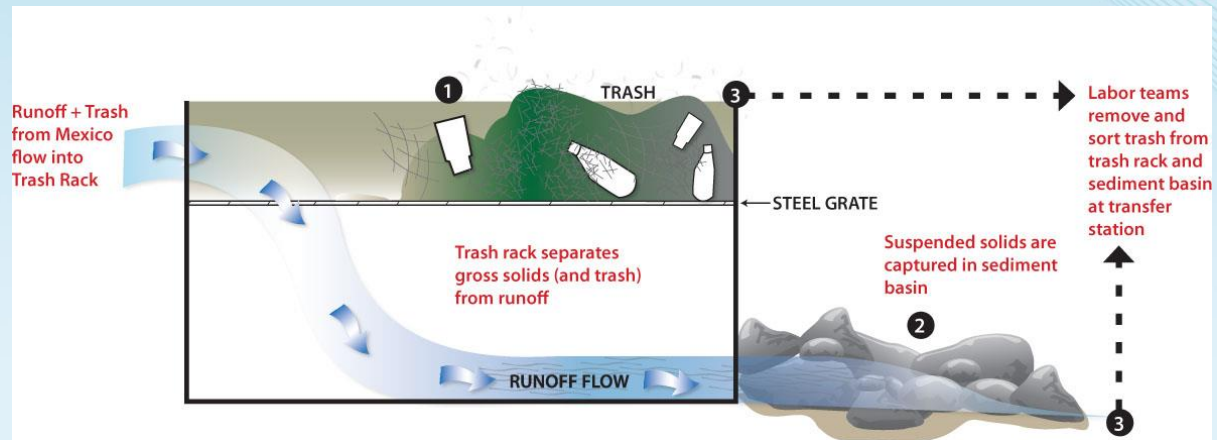 Runoff + Trash
from Mexico
flow into
Trash Rack
1
TRASH
3
Labor teams
remove and
sort trash from
trash rack and
sediment basin
at transfer
station
STEEL GRATE
Trash rack separates
gross solids (and trash)
from runoff
Suspended solids are
captured in sediment
basin
2
RUNOFF FLOW
3